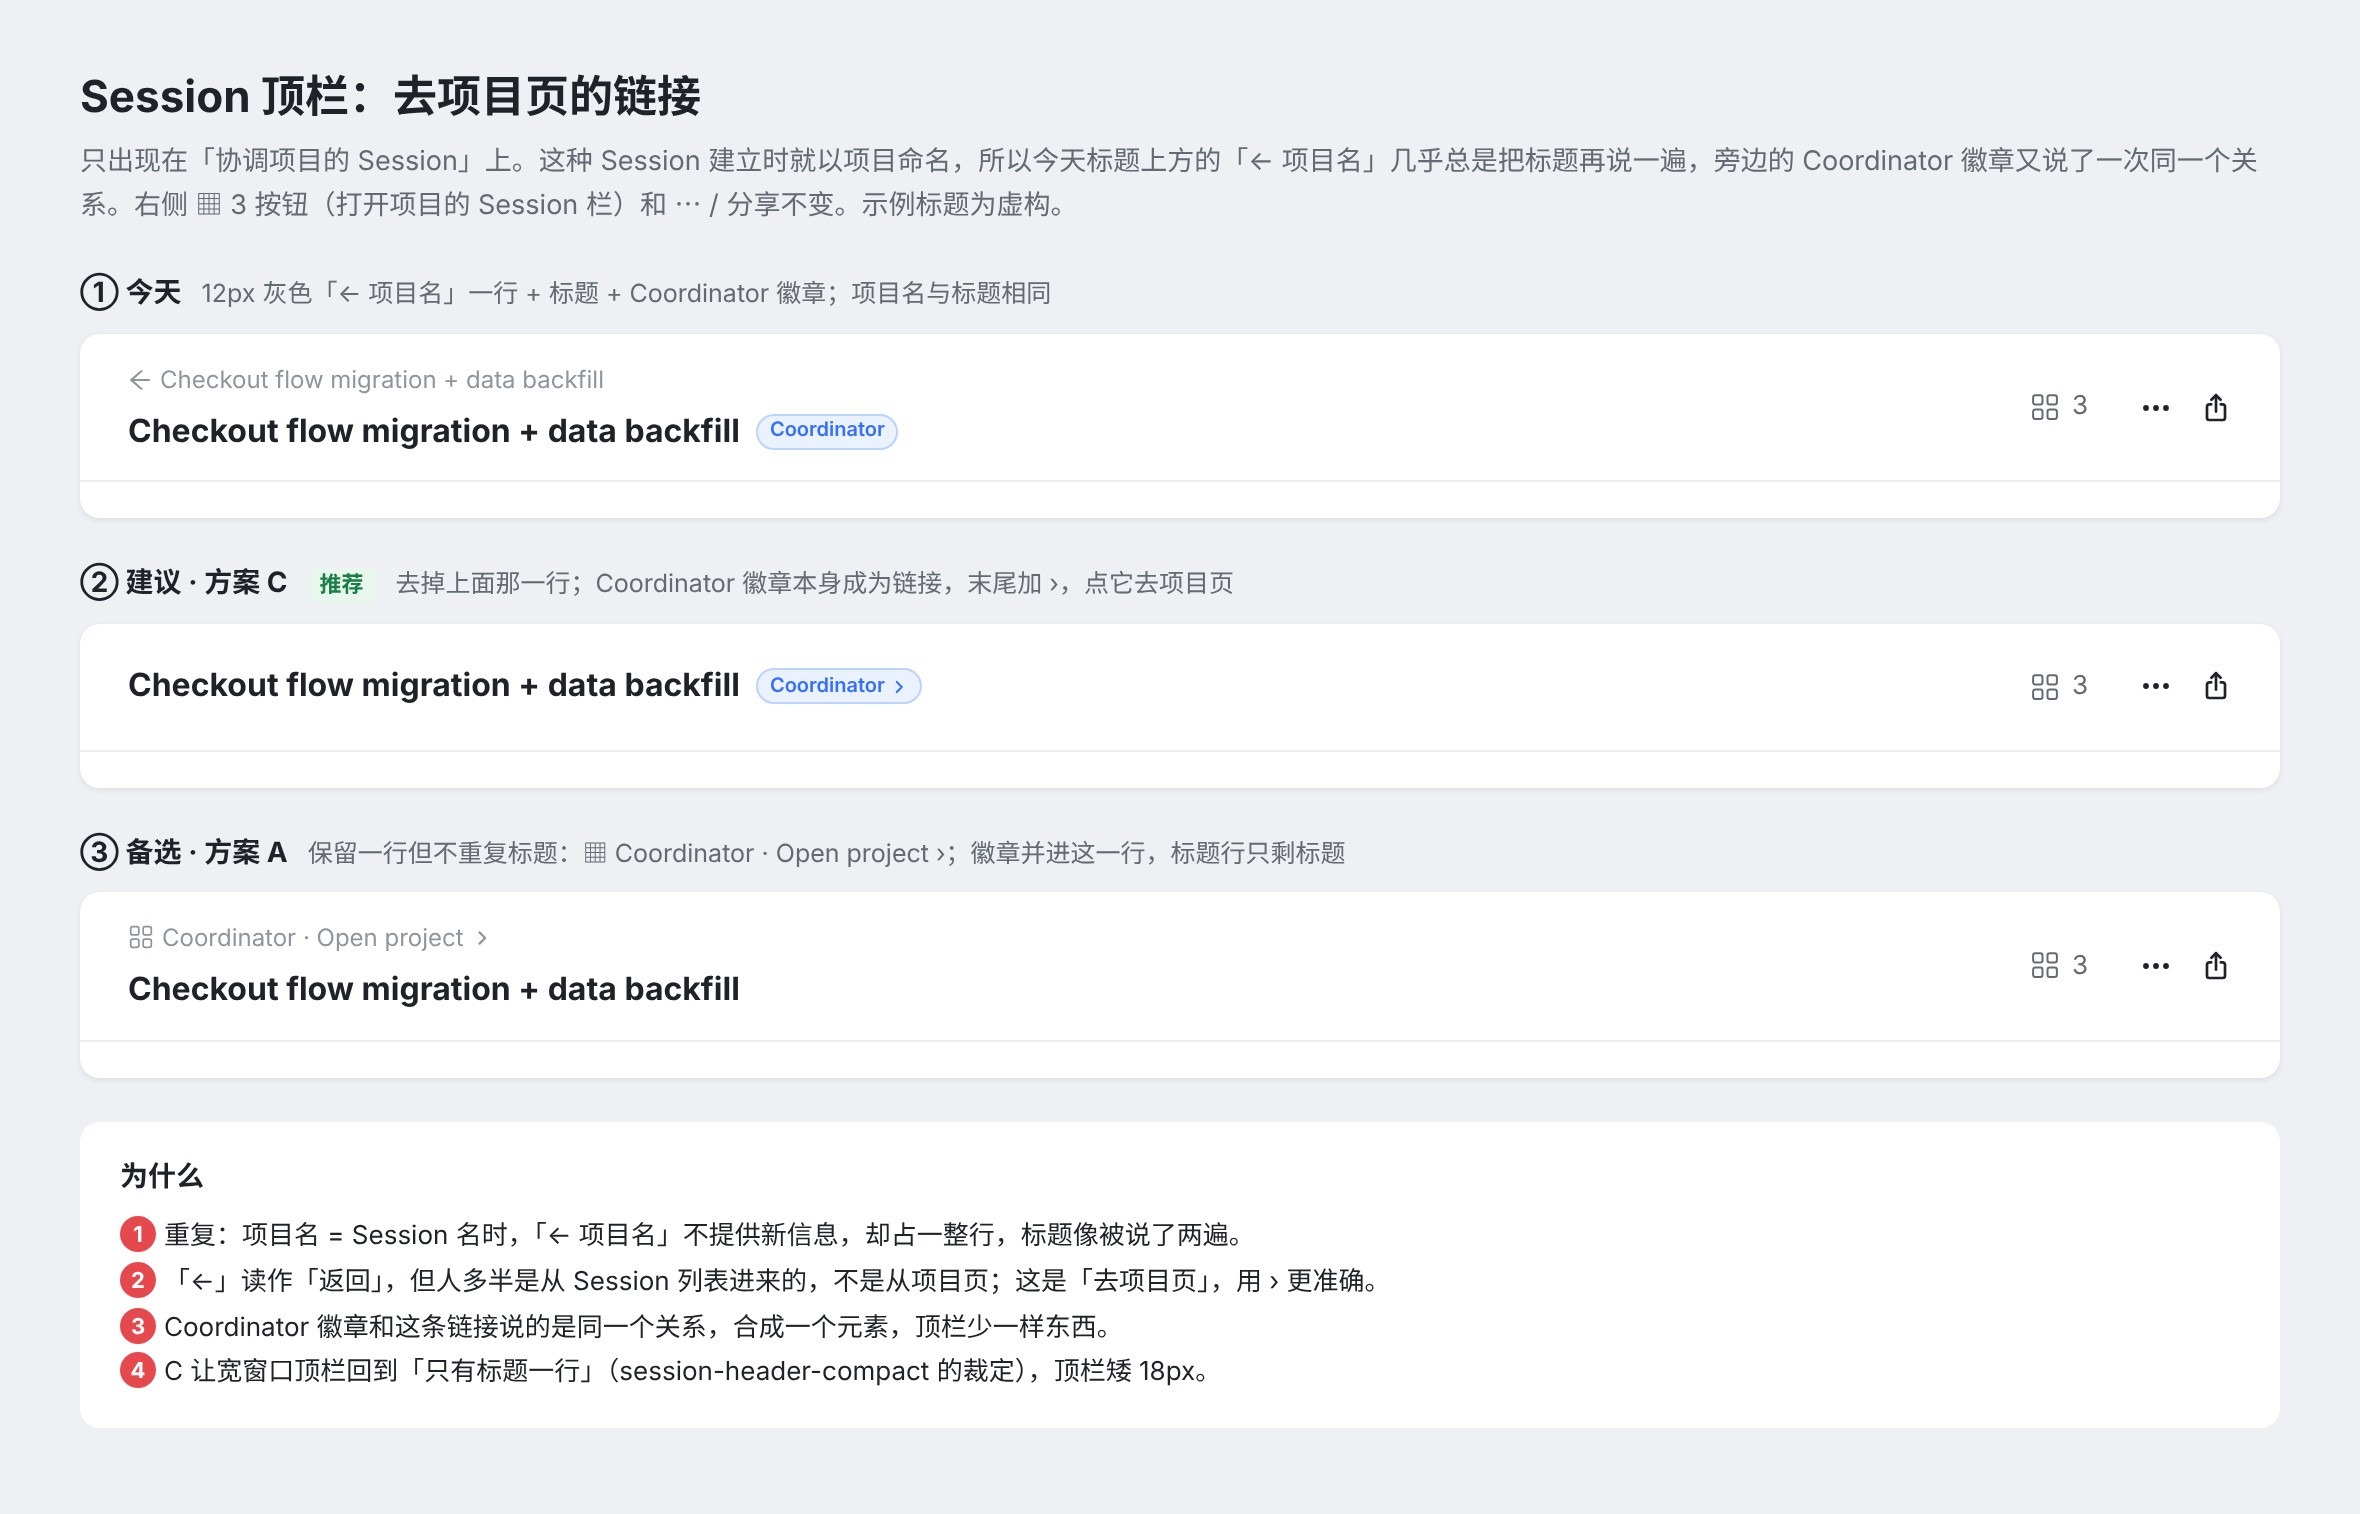 Session 顶栏：去项目页的链接
只出现在「协调项目的 Session」上。这种 Session 建立时就以项目命名，所以今天标题上方的「← 项目名」几乎总是把标题再说一遍，旁边的 Coordinator 徽章又说了一次同一个关
系。右侧 ▦ 3 按钮（打开项目的 Session 栏）和 ⋯ / 分享不变。示例标题为虚构。
① 今天 12px 灰色「← 项目名」一行 + 标题 + Coordinator 徽章；项目名与标题相同
← Checkout flow migration + data backfill
Checkout flow migration + data backfill Coordinator 3
② 建议 · 方案 C 推荐 去掉上面那一行；Coordinator 徽章本身成为链接，末尾加 ›，点它去项目页
Checkout flow migration + data backfill Coordinator › 3
③ 备选 · 方案 A 保留一行但不重复标题：▦ Coordinator · Open project ›；徽章并进这一行，标题行只剩标题
Coordinator · Open project ›
Checkout flow migration + data backfill 3
为什么
1 重复：项目名 = Session 名时，「← 项目名」不提供新信息，却占一整行，标题像被说了两遍。
2 「←」读作「返回」，但人多半是从 Session 列表进来的，不是从项目页；这是「去项目页」，用 › 更准确。
3 Coordinator 徽章和这条链接说的是同一个关系，合成一个元素，顶栏少一样东西。
4 C 让宽窗口顶栏回到「只有标题一行」（session-header-compact 的裁定），顶栏矮 18px。